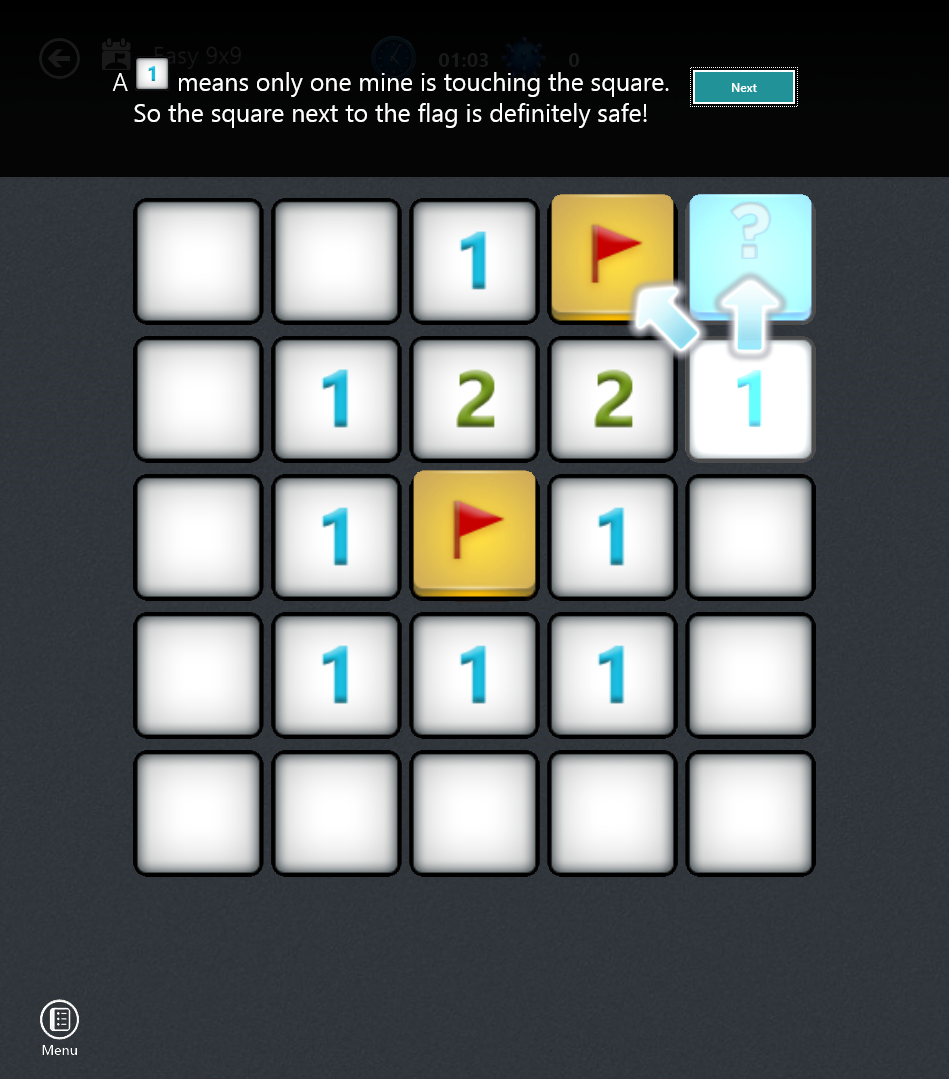 Easy 9x9
01:03
0
A 1 means only one mine is touching the square.
So the square next to the flag is definitely safe!
Next
1 ?
1 2 2 1
1 1
1 1 1
Menu